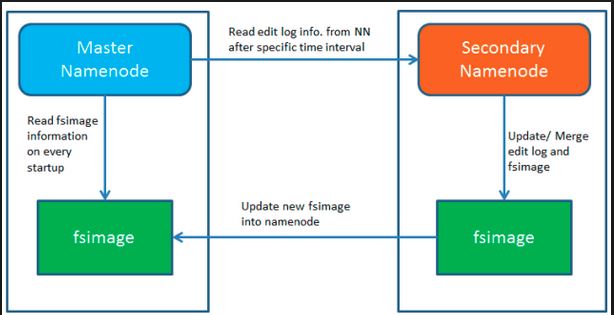 Master
Namenode
Read edit log info. from NN
after specific time interval
Secondary
Namenode
Read fsimage
information
on every
startup
Update/ Merge
edit log and
fsimage
fsimage
Update new fsimage
into namenode
fsimage